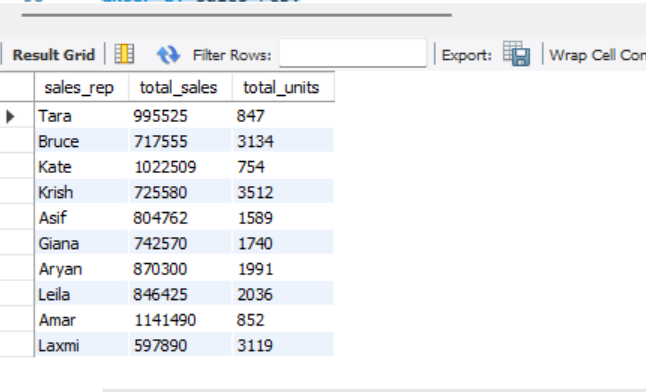 Result Grid Filter Rows: Export: Wrap Cell Con
sales_rep total_sales total_units
Tara 995525 847
Bruce 717555 3134
Kate 1022509 754
Krish 725580 3512
Asif 804762 1589
Giana 742570 1740
Aryan 870300 1991
Leila 846425 2036
Amar 1141490 852
Laxmi 597890 3119